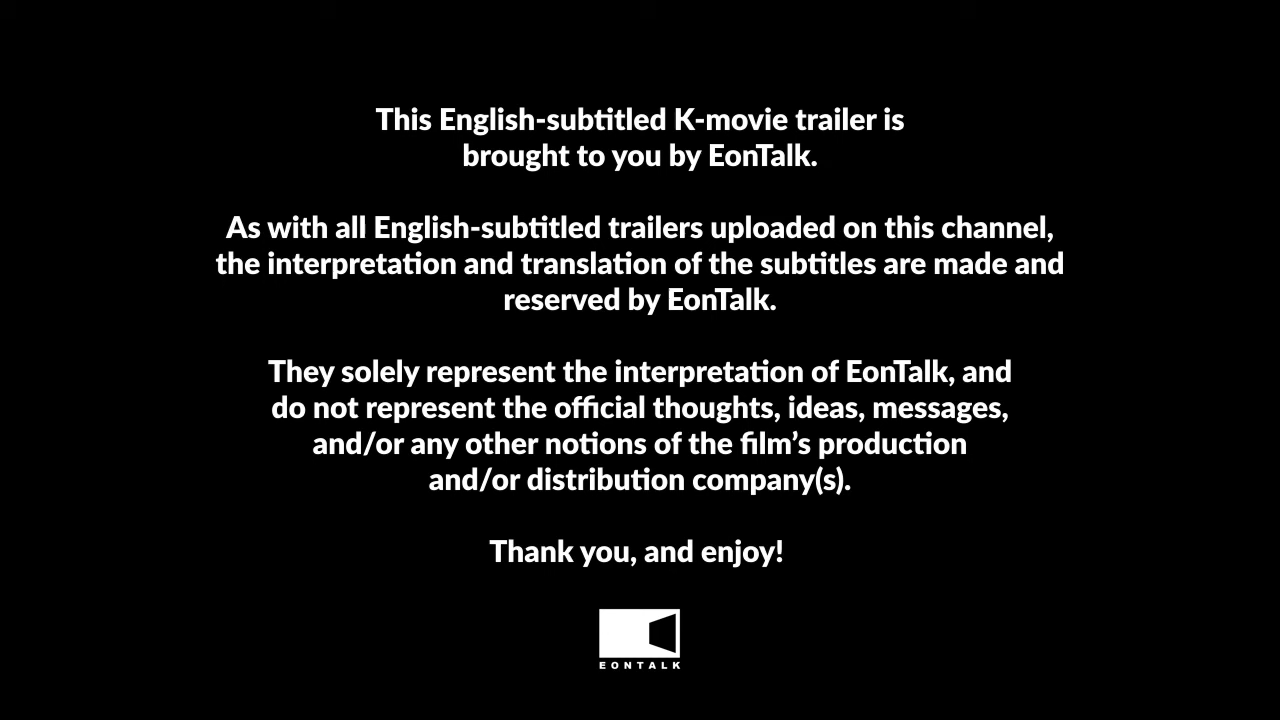 This English-subtitled K-movie trailer is
brought to you by EonTalk.
As with all English-subtitled trailers uploaded on this channel,
the interpretation and translation of the subtitles are made and
reserved by EonTalk.
They solely represent the interpretation of EonTalk, and
do not represent the official thoughts, ideas, messages,
and/or any other notions of the film’s production
and/or distribution company(s).
Thank you, and enjoy!
EONTALK